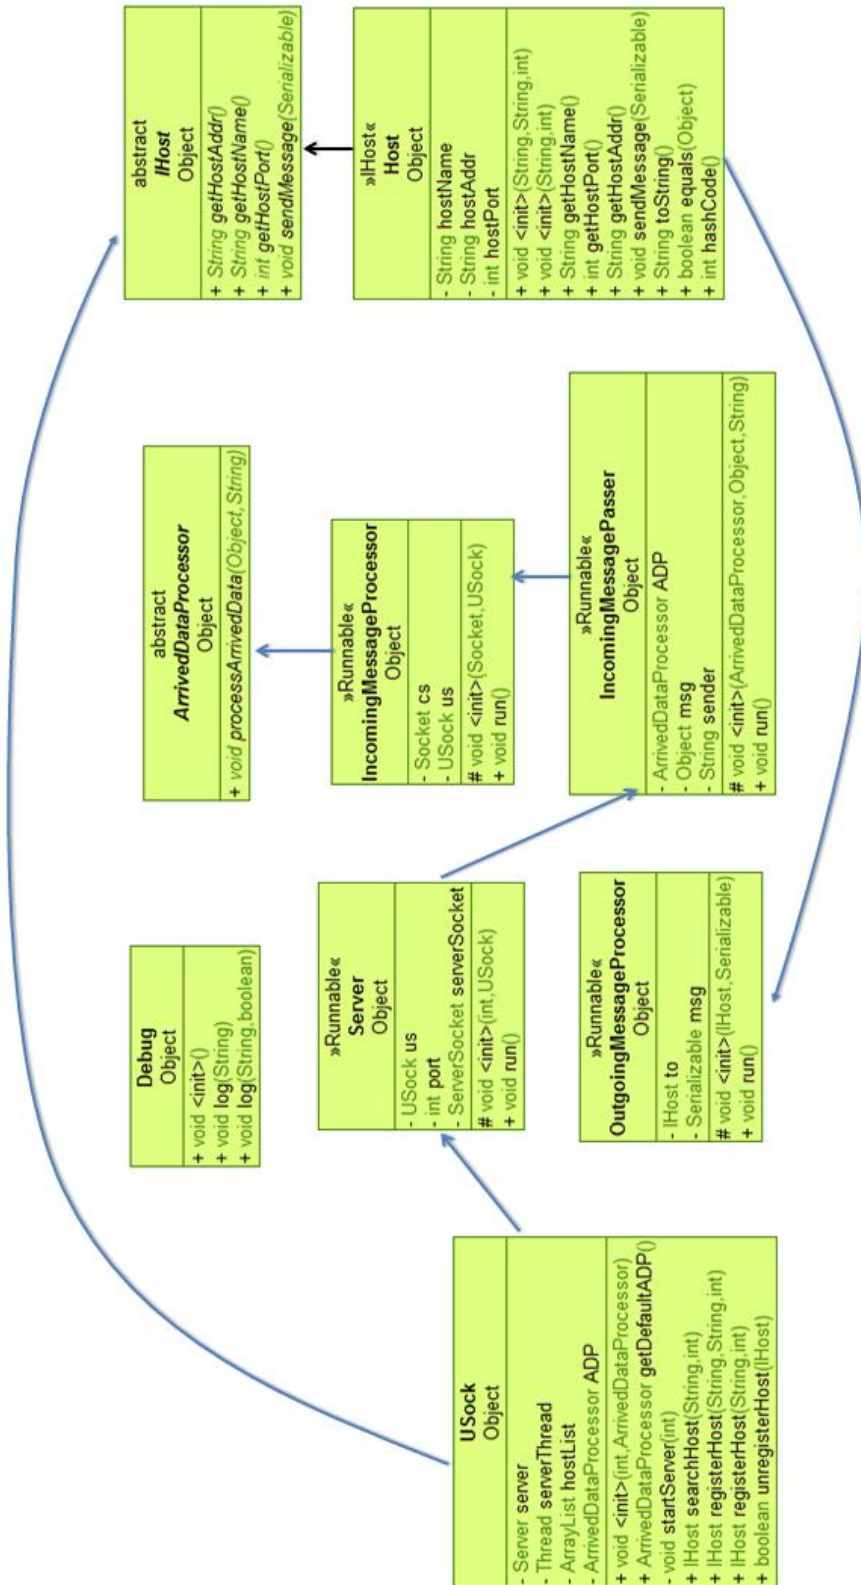 USock
Object
- Server server
- Thread serverThread
- ArrayList hostList
- ArrivedDataProcessor ADP
+ void <init>(int,ArrivedDataProcessor)
+ ArrivedDataProcessor getDefaultADP()
- void startServer(int)
+ IHost searchHost(String,int)
+ IHost registerHost(String,String,int)
+ IHost registerHost(String,int)
+ boolean unregisterHost(IHost)
Debug
Object
+ void <init>()
+ void log(String)
+ void log(String,boolean)
»Runnable«
Server
Object
- USock us
- int port
- ServerSocket serverSocket
# void <init>(int,USock)
+ void run()
»Runnable«
OutgoingMessageProcessor
Object
- IHost to
- Serializable msg
# void <init>(IHost,Serializable)
+ void run()
abstract
ArrivedDataProcessor
Object
+ void processArrivedData(Object,String)
»Runnable«
IncomingMessageProcessor
Object
- Socket cs
- USock us
# void <init>(Socket,USock)
+ void run()
»Runnable«
IncomingMessagePasser
Object
- ArrivedDataProcessor ADP
- Object msg
- String sender
# void <init>(ArrivedDataProcessor,Object,String)
+ void run()
abstract
IHost
Object
+ String getHostAddr()
+ String getHostName()
+ int getHostPort()
+ void sendMessage(Serializable)
»IHost«
Host
Object
- String hostName
- String hostAddr
- int hostPort
+ void <init>(String,String,int)
+ void <init>(String,int)
+ String getHostName()
+ int getHostPort()
+ String getHostAddr()
+ void sendMessage(Serializable)
+ String toString()
+ boolean equals(Object)
+ int hashCode()